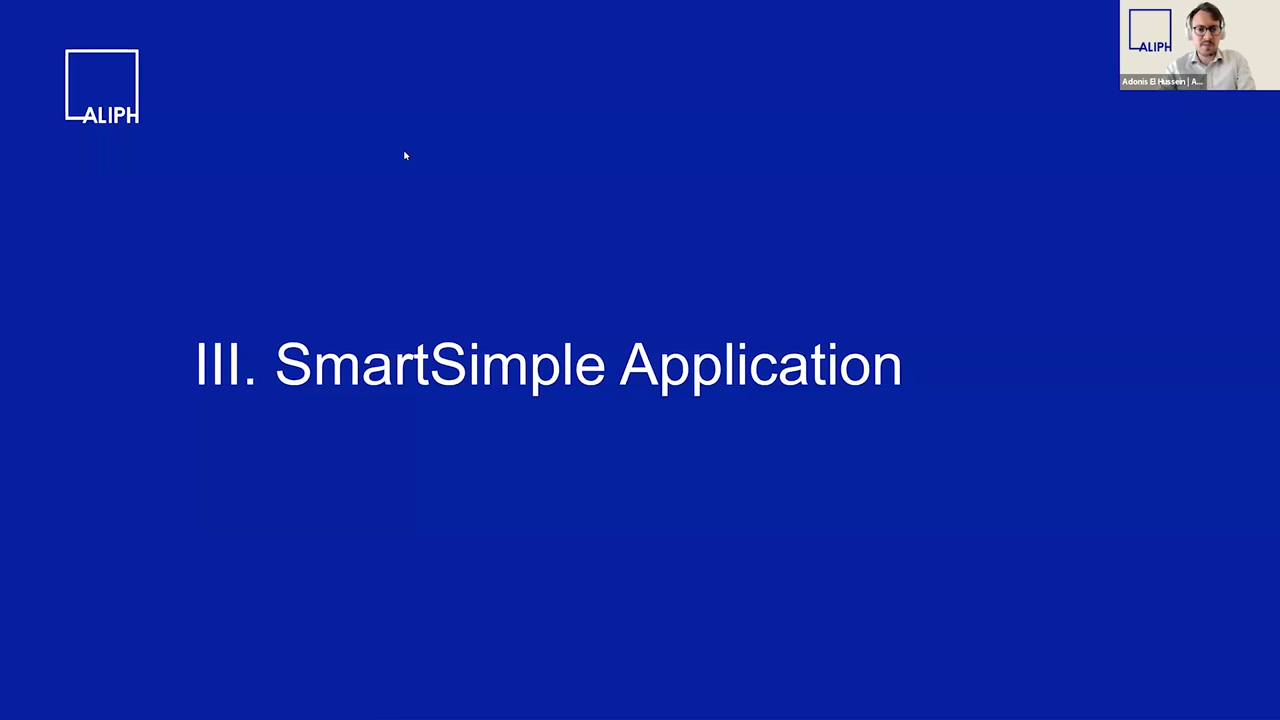 ALIPH
ALIPH
Adonis El Hussein | A...
III. SmartSimple Application